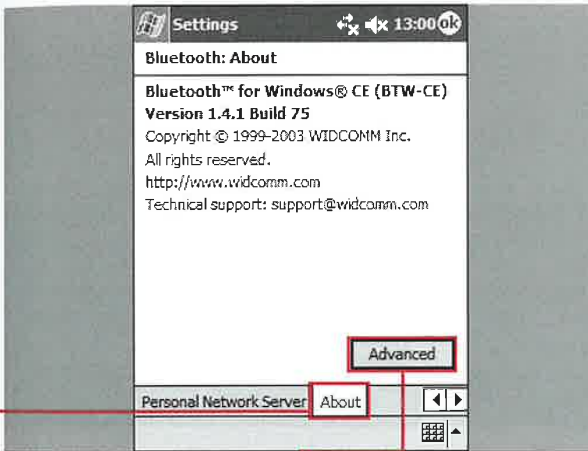 Settings 13:00 ok
Bluetooth: About
Bluetooth™ for Windows® CE (BTW-CE)
Version 1.4.1 Build 75
Copyright © 1999-2003 WIDCOMM Inc.
All rights reserved.
http://www.widcomm.com
Technical support: support@widcomm.com
Advanced
Personal Network Server About